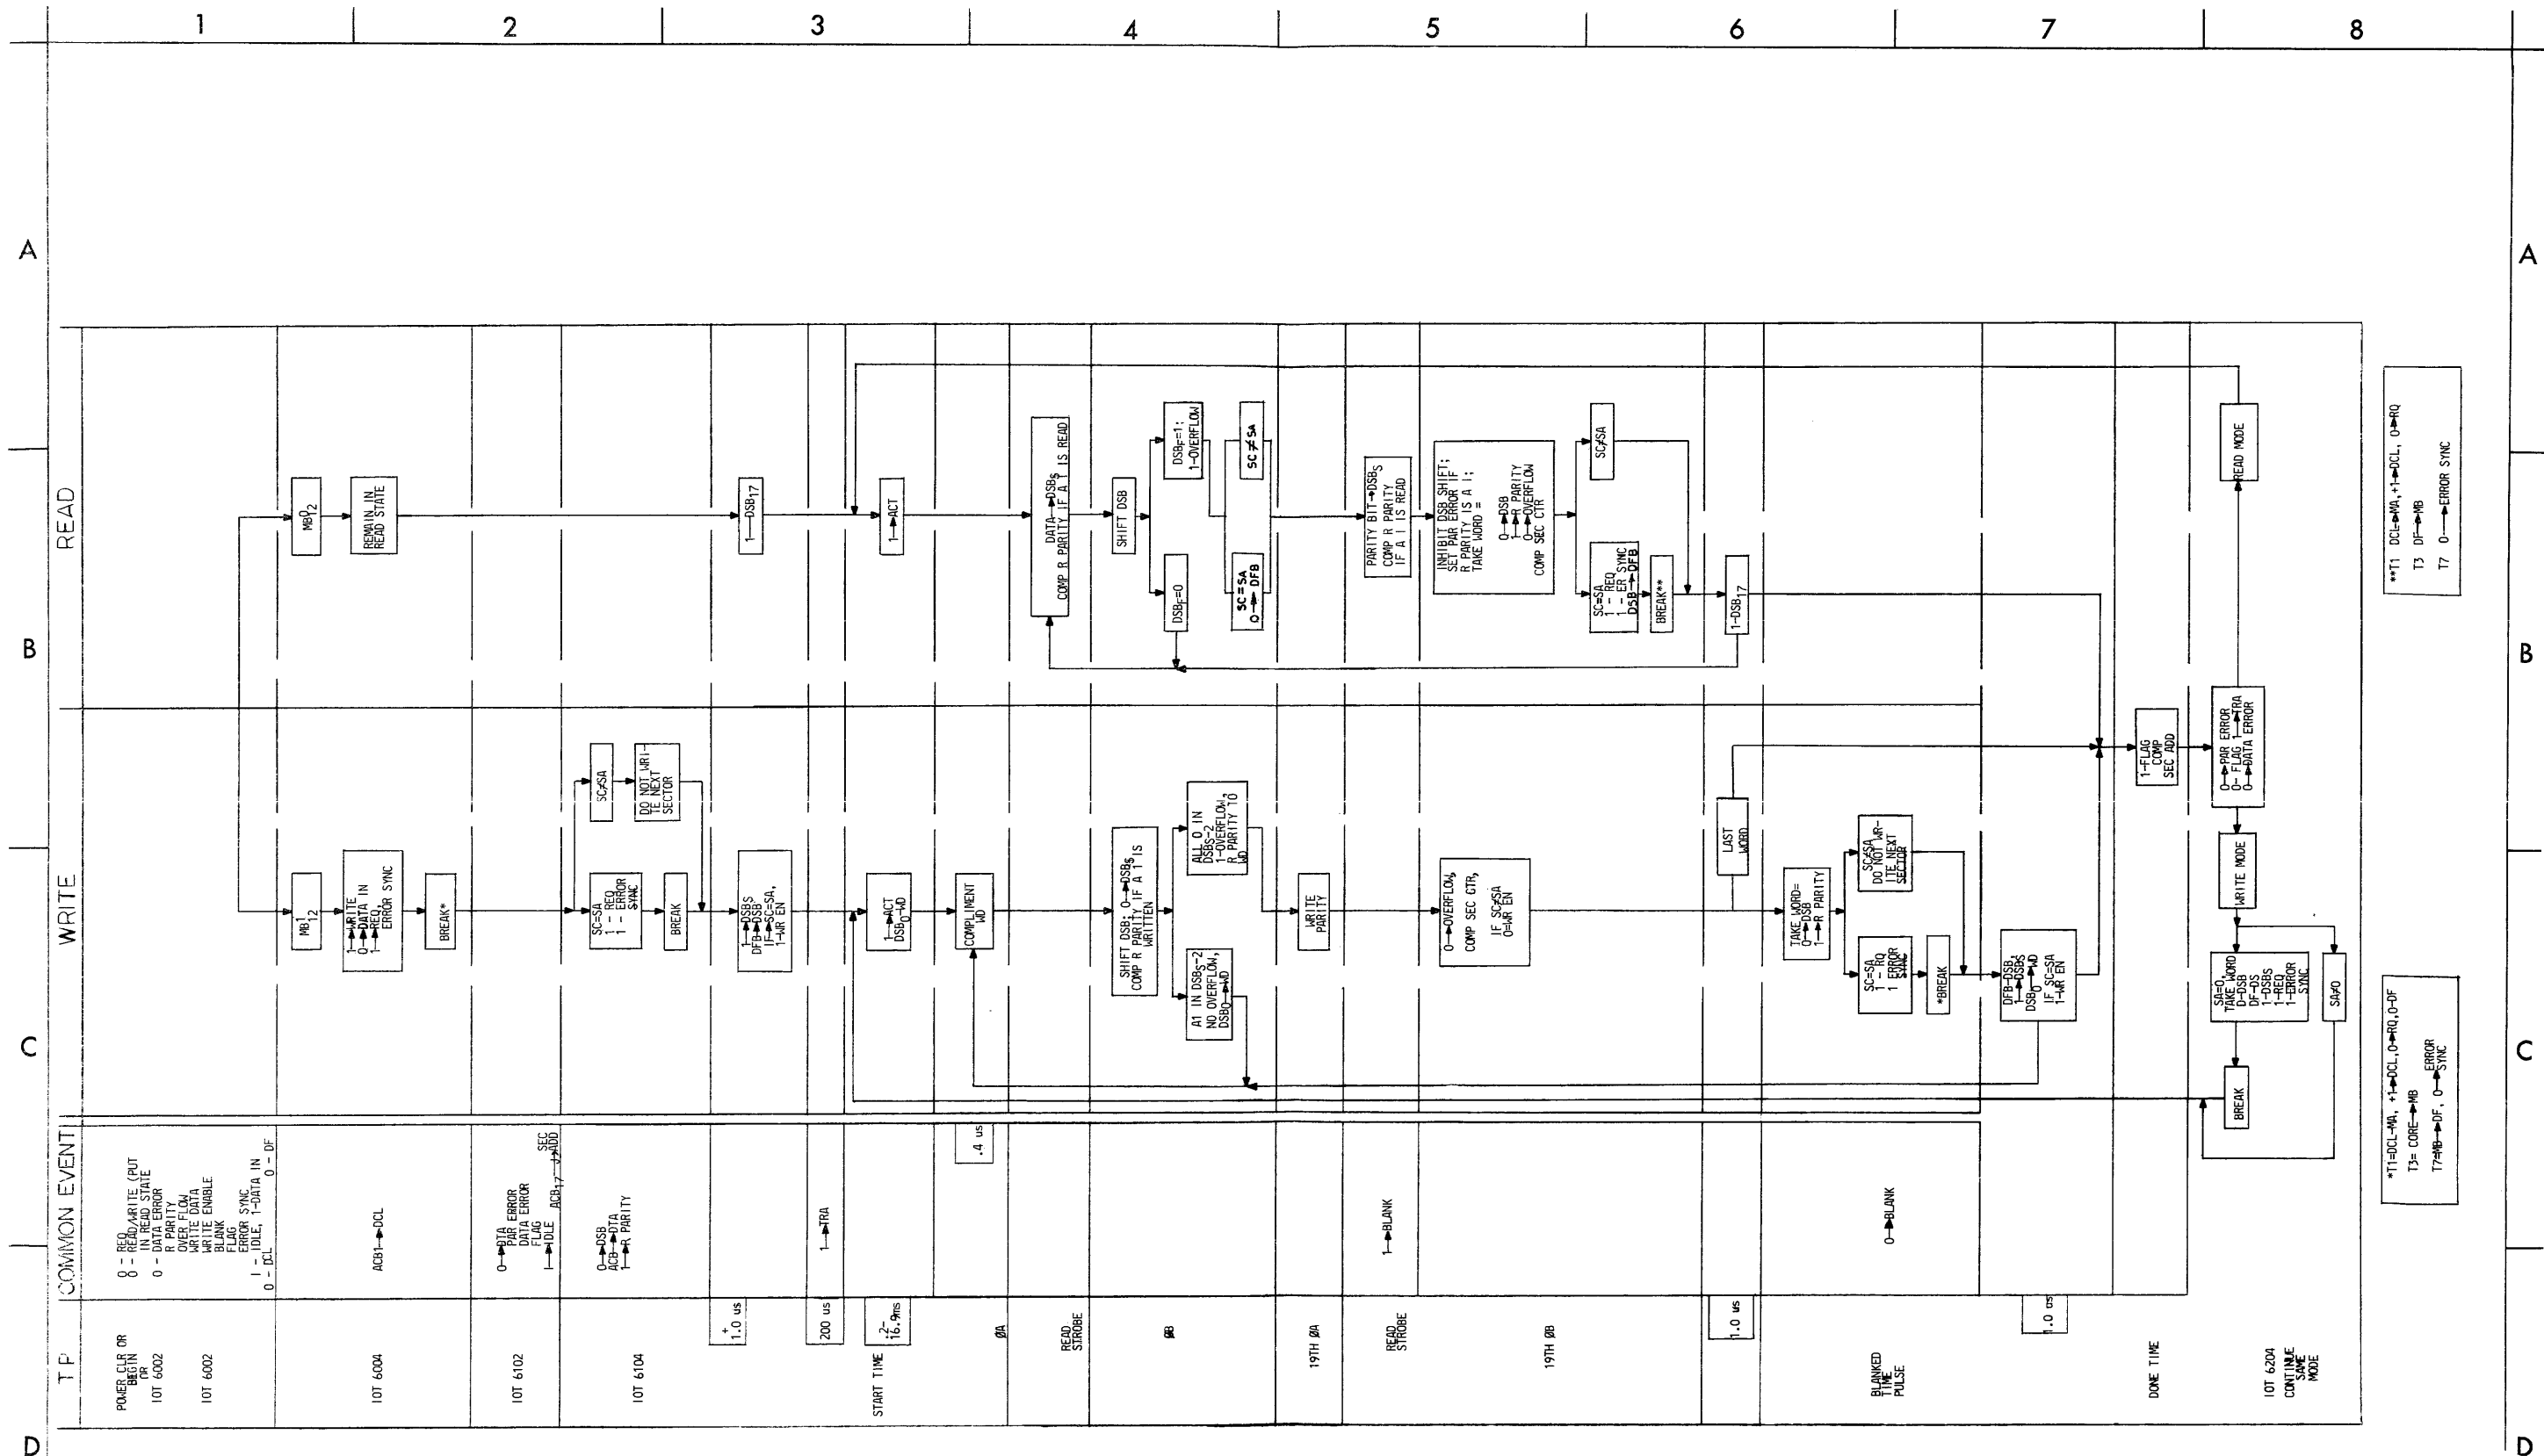 1 2 3 4 5 6 7 8
A
B
C
D
A
B
C
D
T P
COMMON EVENT
WRITE
READ
POWER CLR OR
BEGIN
OR
IOT 6002
IOT 6002
0 - REQ
0 - READ/WRITE (PUT
IN READ STATE
0 - DATA ERROR
R PARITY
OVER FLOW
WRITE DATA
WRITE ENABLE
BLANK
FLAG
ERROR SYNC
1 - IDLE, 1-DATA IN
0 - DCL 0 - DF
IOT 6004
ACB1→DCL
MB¹₁₂
1→WRITE
0→DATA IN
1→REQ,
ERROR SYNC
BREAK*
MB⁰₁₂
REMAIN IN
READ STATE
IOT 6102
0→DTA
PAR ERROR
DATA ERROR
FLAG
1→IDLE ACB₁₇ J→ADD
SEC
IOT 6104
0→DSB
ACB→DTA
1→R PARITY
SC=SA
1 - REQ
1 - ERROR
SYNC
BREAK
SC≠SA
DO NOT WRI-
TE NEXT
SECTOR
+
1.0 us
1→DSBS
DFB→DSB
IF→SC=SA,
1-WR EN
1—DSB₁₇
200 us
1→TRA
START TIME
.2-
16.9ms
1→ACT
DSB₀-WD
1→ACT
.4 us
COMPLIMENT
WD
ØA
READ
STROBE
DATA→DSB₅
COMP R PARITY IF A 1 IS READ
ØB
SHIFT DSB; 0→DSBS
COMP R PARITY IF A 1 IS
WRITTEN
A1 IN DSBS-2
NO OVERFLOW,
DSB₀→WD
ALL 0 IN
DSBS-2
1-OVERFLOW,
R PARITY TO
WD
SHIFT DSB
DSBF=0
DSBF=1;
1-OVERFLOW
SC=SA
0→DFB
SC≠SA
19TH ØA
WRITE
PARITY
READ
STROBE
1→BLANK
PARITY BIT→DSBS
COMP R PARITY
IF A 1 IS READ
19TH ØB
0→OVERFLOW,
COMP SEC CTR,
IF SC≠SA
0=WR EN
INHIBIT DSB SHIFT;
SET PAR ERROR IF
R PARITY IS A 1;
TAKE WORD =
0→DSB
1→R PARITY
0→OVERFLOW
COMP SEC CTR
SC=SA
1 - REQ
1 - ER SYNC
DSB→DFB
BREAK**
SC≠SA
1.0 us
LAST
WORD
1-DSB₁₇
BLANKED
TIME
PULSE
0→BLANK
TAKE WORD=
0→DSB
1→R PARITY
SC=SA
1 - RQ
1 ERROR
SYNC
*BREAK
SC≠SA
DO NOT WR-
ITE NEXT
SECTOR
1.0 us
DFB-DSB,
1→DSBS
DSB₀→WD
IF SC=SA
1-WR EN
DONE TIME
1-FLAG
COMP
SEC ADD
IOT 6204
CONTINUE
SAME
MODE
0→PAR ERROR
0- FLAG 1→TRA
0→DATA ERROR
WRITE MODE
READ MODE
SA=0,
TAKE WORD
D-DSB
DF-DS
1-DSBS
1-REQ
1-ERROR
SYNC
SA≠0
BREAK
*T1=DCL-MA, +1→DCL,0→RQ,0-DF
T3= CORE→MB
T7=MB→DF, 0→ERROR
SYNC
**T1 DCL→MA,+1→DCL, 0→RQ
T3 DF→MB
T7 0→ERROR SYNC